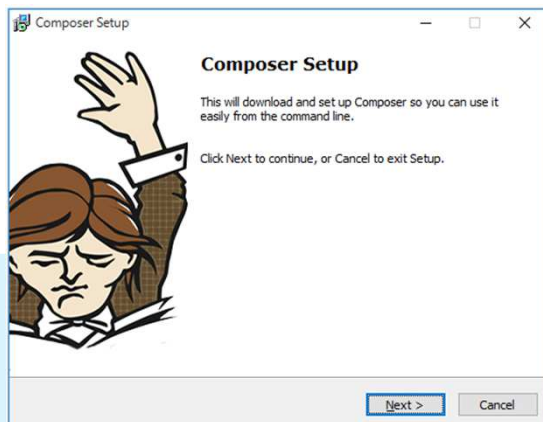 Composer Setup
Composer Setup
This will download and set up Composer so you can use it
easily from the command line.
Click Next to continue, or Cancel to exit Setup.
Next >
Cancel